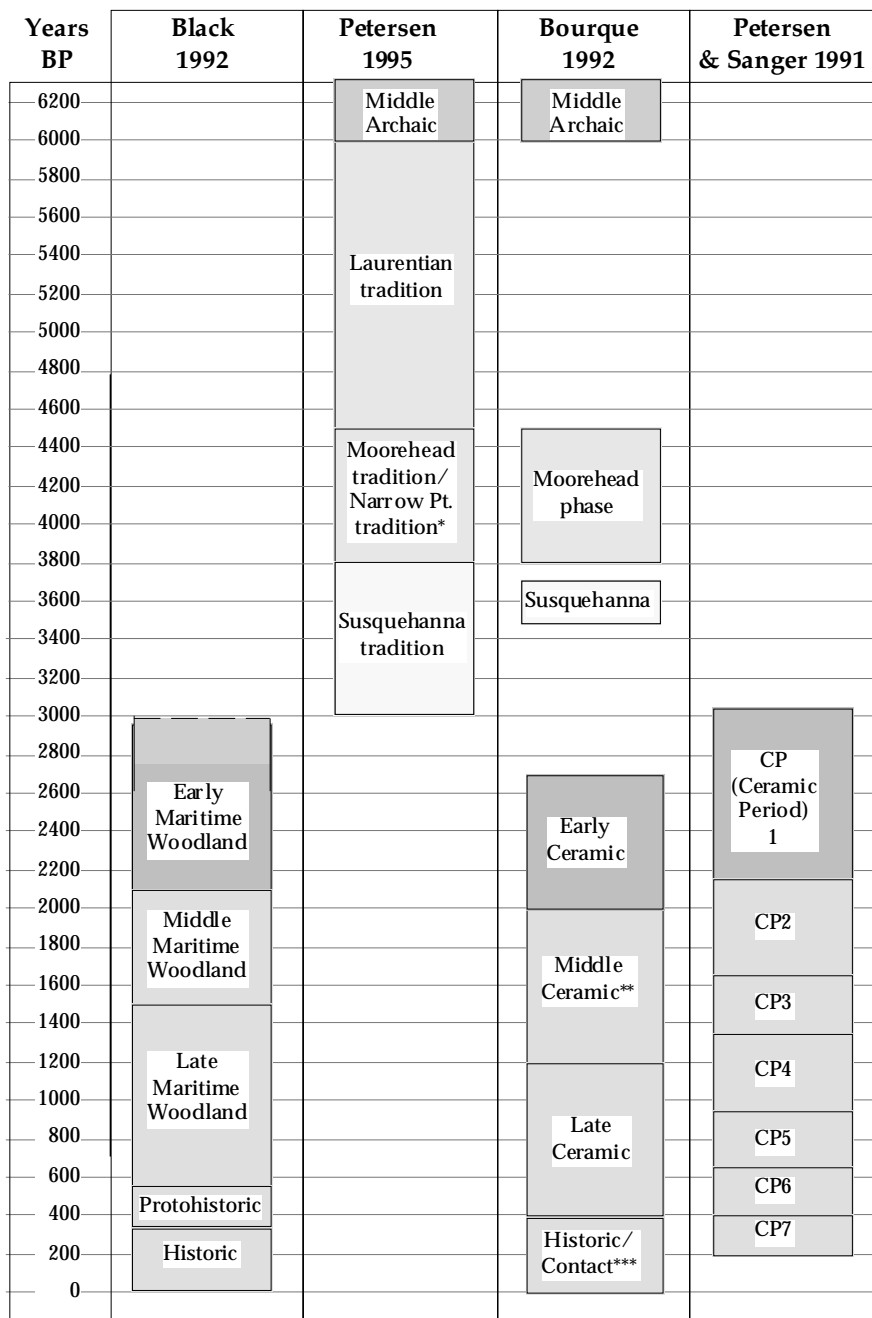 Years BP
Black 1992
Petersen 1995
Bourque 1992
Petersen & Sanger 1991
6200
6000
5800
5600
5400
5200
5000
4800
4600
4400
4200
4000
3800
3600
3400
3200
3000
2800
2600
2400
2200
2000
1800
1600
1400
1200
1000
800
600
400
200
0
Early
Maritime
Woodland
Middle
Maritime
Woodland
Late
Maritime
Woodland
Protohistoric
Historic
Middle
Archaic
Laurentian
tradition
Moorehead
tradition/
Narrow Pt.
tradition*
Susquehanna
tradition
Middle
Archaic
Moorehead
phase
Susquehanna
Early
Ceramic
Middle
Ceramic**
Late
Ceramic
Historic/
Contact***
CP
(Ceramic
Period)
1
CP2
CP3
CP4
CP5
CP6
CP7